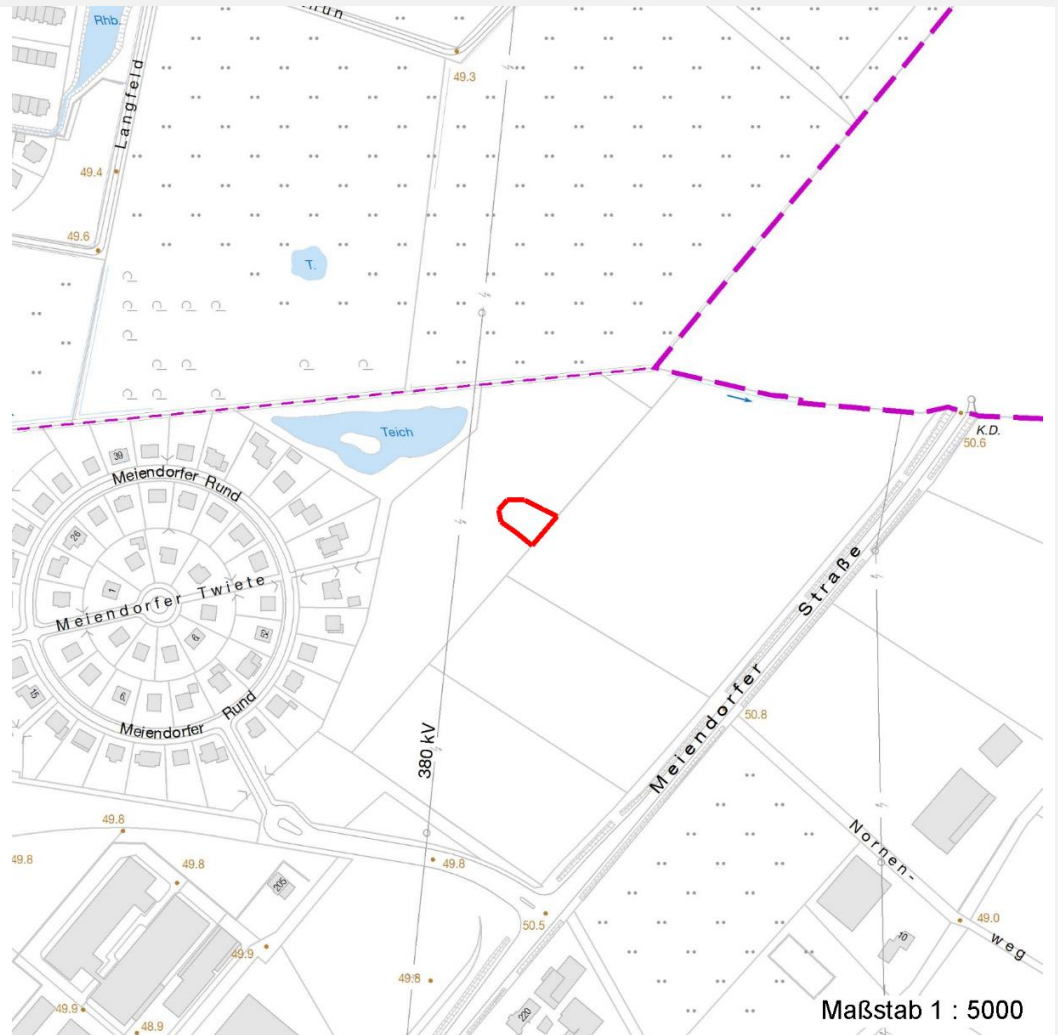 Rhb.
49.3
Langfeld
49.4
49.6
T.
Teich
K.D.
50.6
39
Meiendorfer Rund
26
1
Meiendorfer Twiete
6
52
15
6
Meiendorfer Rund
Meiendorfer Straße
50.8
380 kV
49.8
49.8
49.8
49.8
205
50.5
Nornen-
weg
49.0
10
49.9
49.8
49.9
48.9
220
Maßstab 1 : 5000